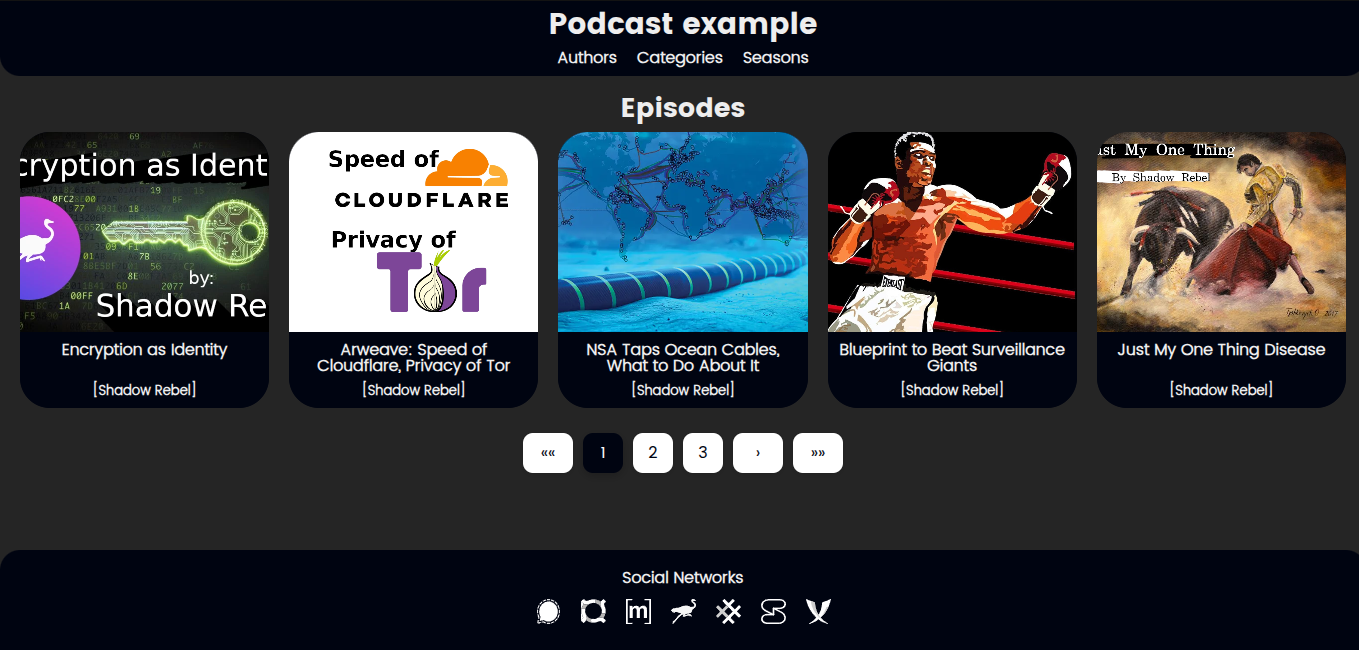 Podcast example
Authors Categories Seasons
Episodes
cryption as Ident
by:
Shadow Re
Encryption as Identity
[Shadow Rebel]
Speed of
CLOUDFLARE
Privacy of
Tor
Arweave: Speed of
Cloudflare, Privacy of Tor
[Shadow Rebel]
NSA Taps Ocean Cables,
What to Do About It
[Shadow Rebel]
EVERLAST
Blueprint to Beat Surveillance
Giants
[Shadow Rebel]
ust My One Thing
By Shadow Rebel
Just My One Thing Disease
[Shadow Rebel]
«« 1 2 3 › »»
Social Networks
[m]